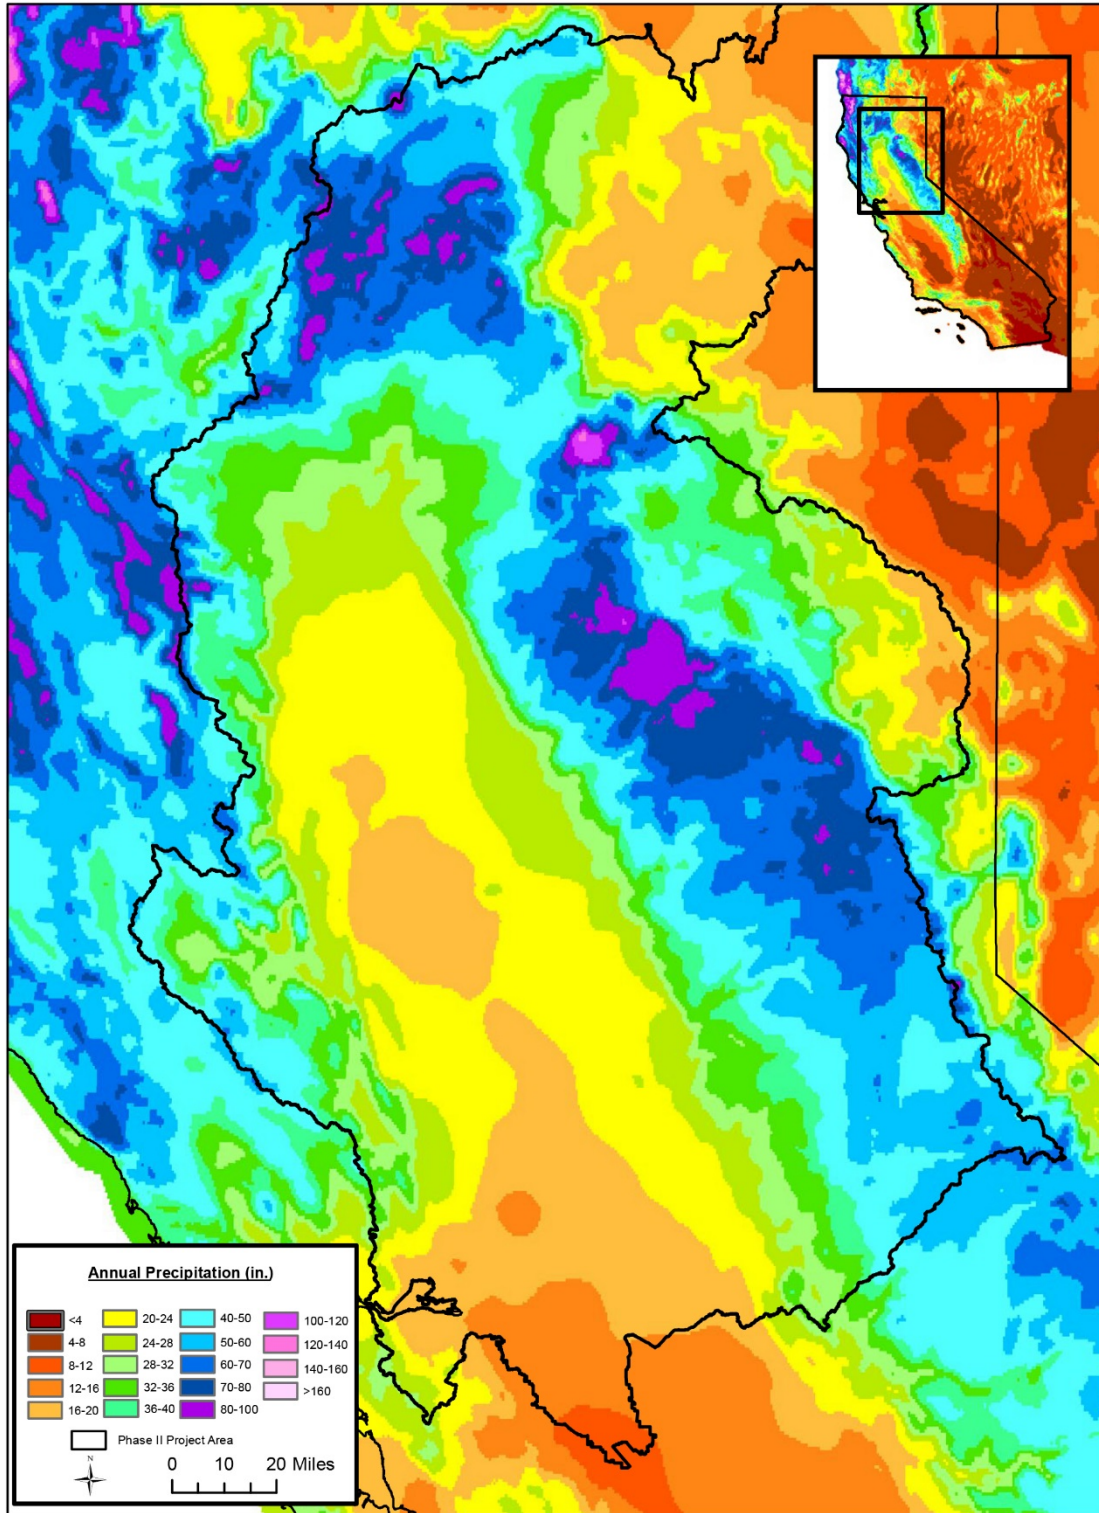 Annual Precipitation (in.)
<4 20-24 40-50 100-120
4-8 24-28 50-60 120-140
8-12 28-32 60-70 140-160
12-16 32-36 70-80 >160
16-20 36-40 80-100
Phase II Project Area
N
0 10 20 Miles